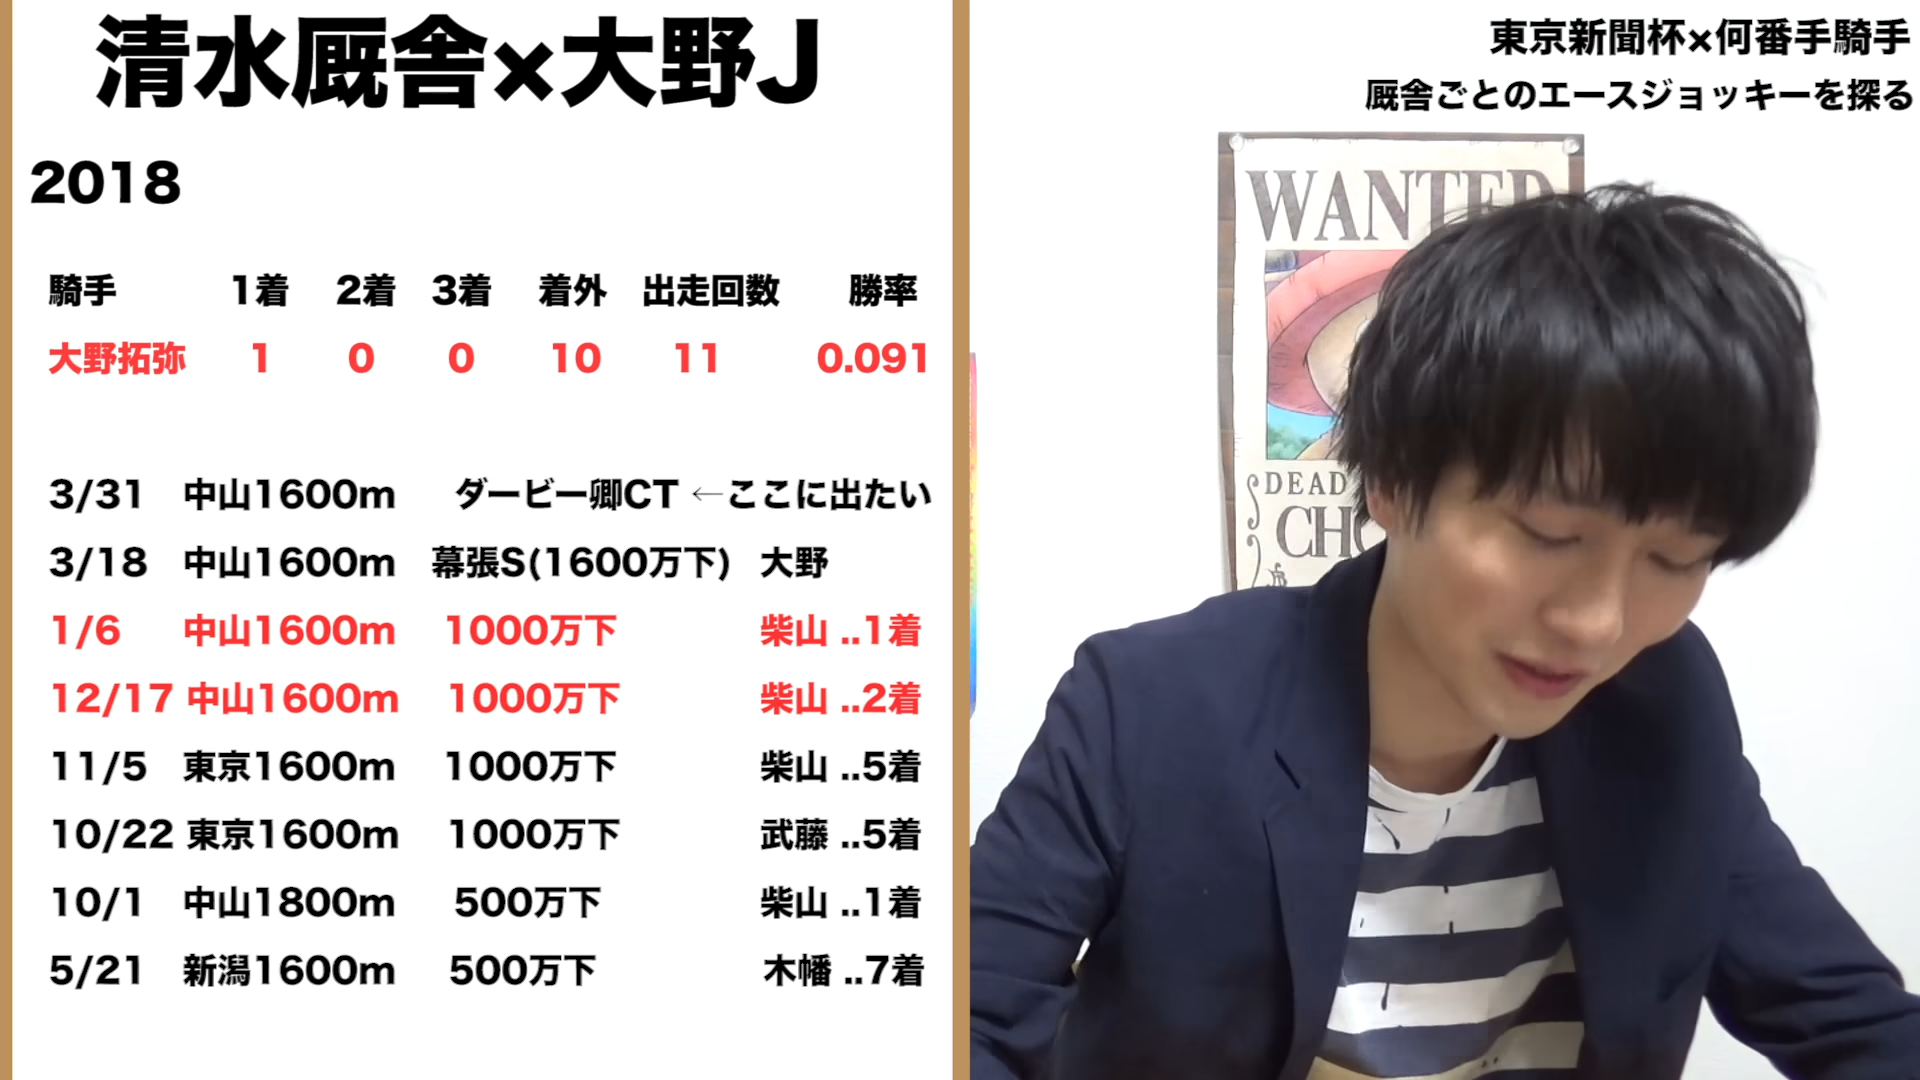 清水厩舎×大野J
2018
騎手 1着 2着 3着 着外 出走回数 勝率
大野拓弥 1 0 0 10 11 0.091
3/31 中山1600m ダービー卿CT ←ここに出たい
3/18 中山1600m 幕張S(1600万下) 大野
1/6 中山1600m 1000万下 柴山 ..1着
12/17 中山1600m 1000万下 柴山 ..2着
11/5 東京1600m 1000万下 柴山 ..5着
10/22 東京1600m 1000万下 武藤 ..5着
10/1 中山1800m 500万下 柴山 ..1着
5/21 新潟1600m 500万下 木幡 ..7着
東京新聞杯×何番手騎手
厩舎ごとのエースジョッキーを探る
WANTED
DEAD
CHO